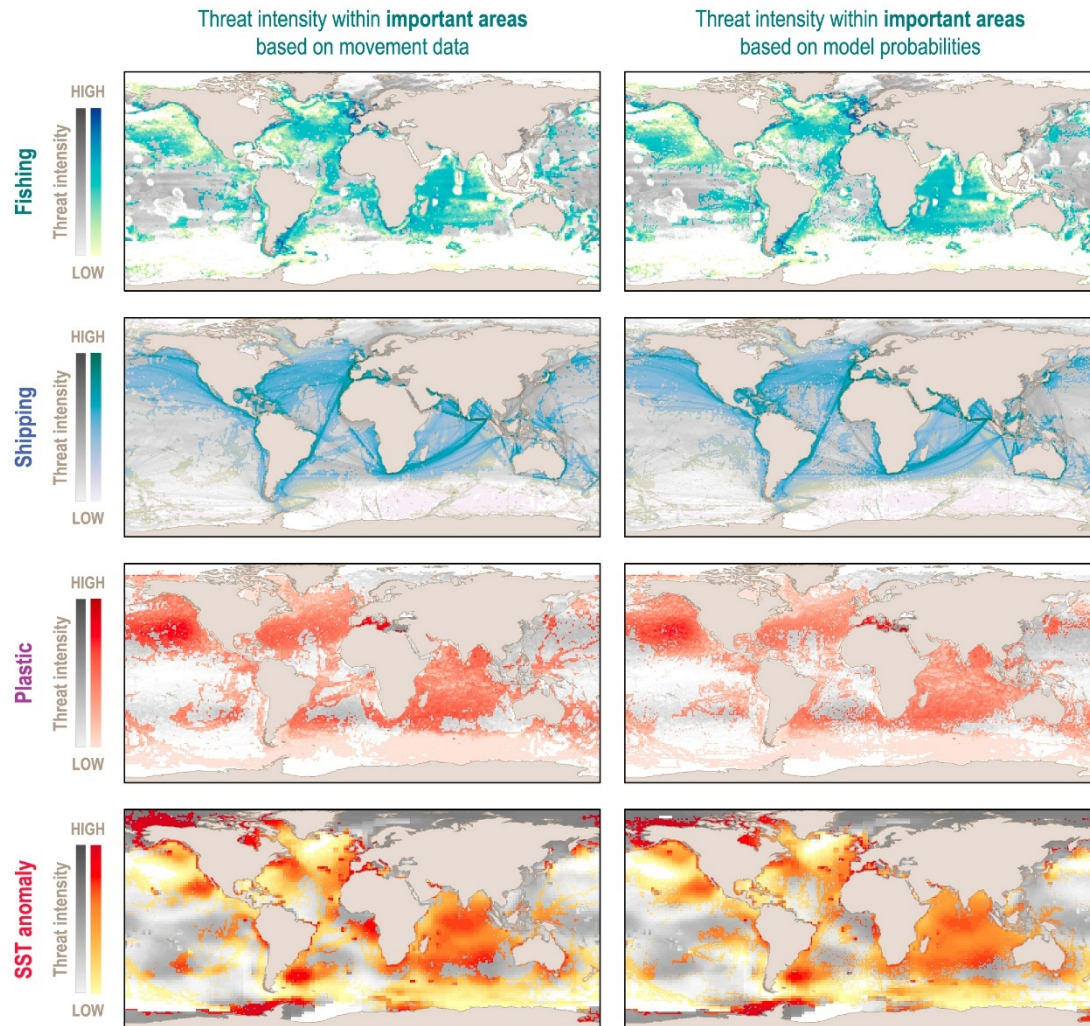 Threat intensity within important areas
based on movement data
Threat intensity within important areas
based on model probabilities
Fishing
HIGH
Threat intensity
LOW
Shipping
HIGH
Threat intensity
LOW
Plastic
HIGH
Threat intensity
LOW
SST anomaly
HIGH
Threat intensity
LOW